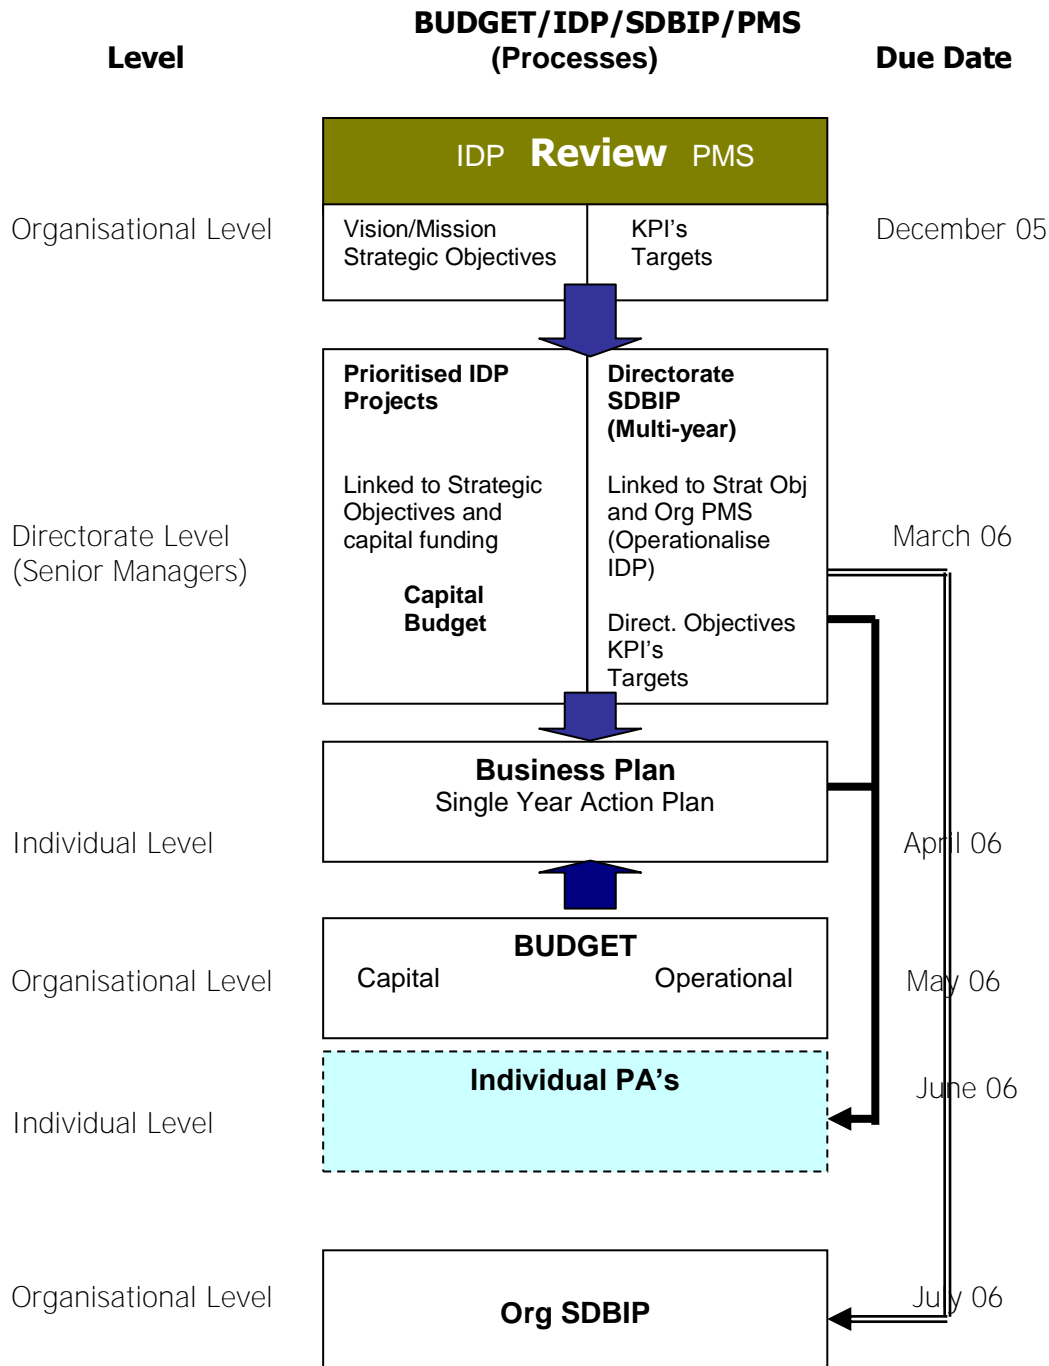 BUDGET/IDP/SDBIP/PMS
Level
(Processes)
Due Date
IDP Review PMS
Organisational Level
Vision/Mission
Strategic Objectives
KPI's
Targets
December 05
Prioritised IDP
Projects
Linked to Strategic
Objectives and
capital funding
Capital
Budget
Directorate
SDBIP
(Multi-year)
Linked to Strat Obj
and Org PMS
(Operationalise
IDP)
Direct. Objectives
KPI's
Targets
Directorate Level
(Senior Managers)
March 06
Business Plan
Single Year Action Plan
Individual Level
April 06
BUDGET
Capital
Operational
Organisational Level
May 06
Individual PA's
Individual Level
June 06
Organisational Level
Org SDBIP
July 06